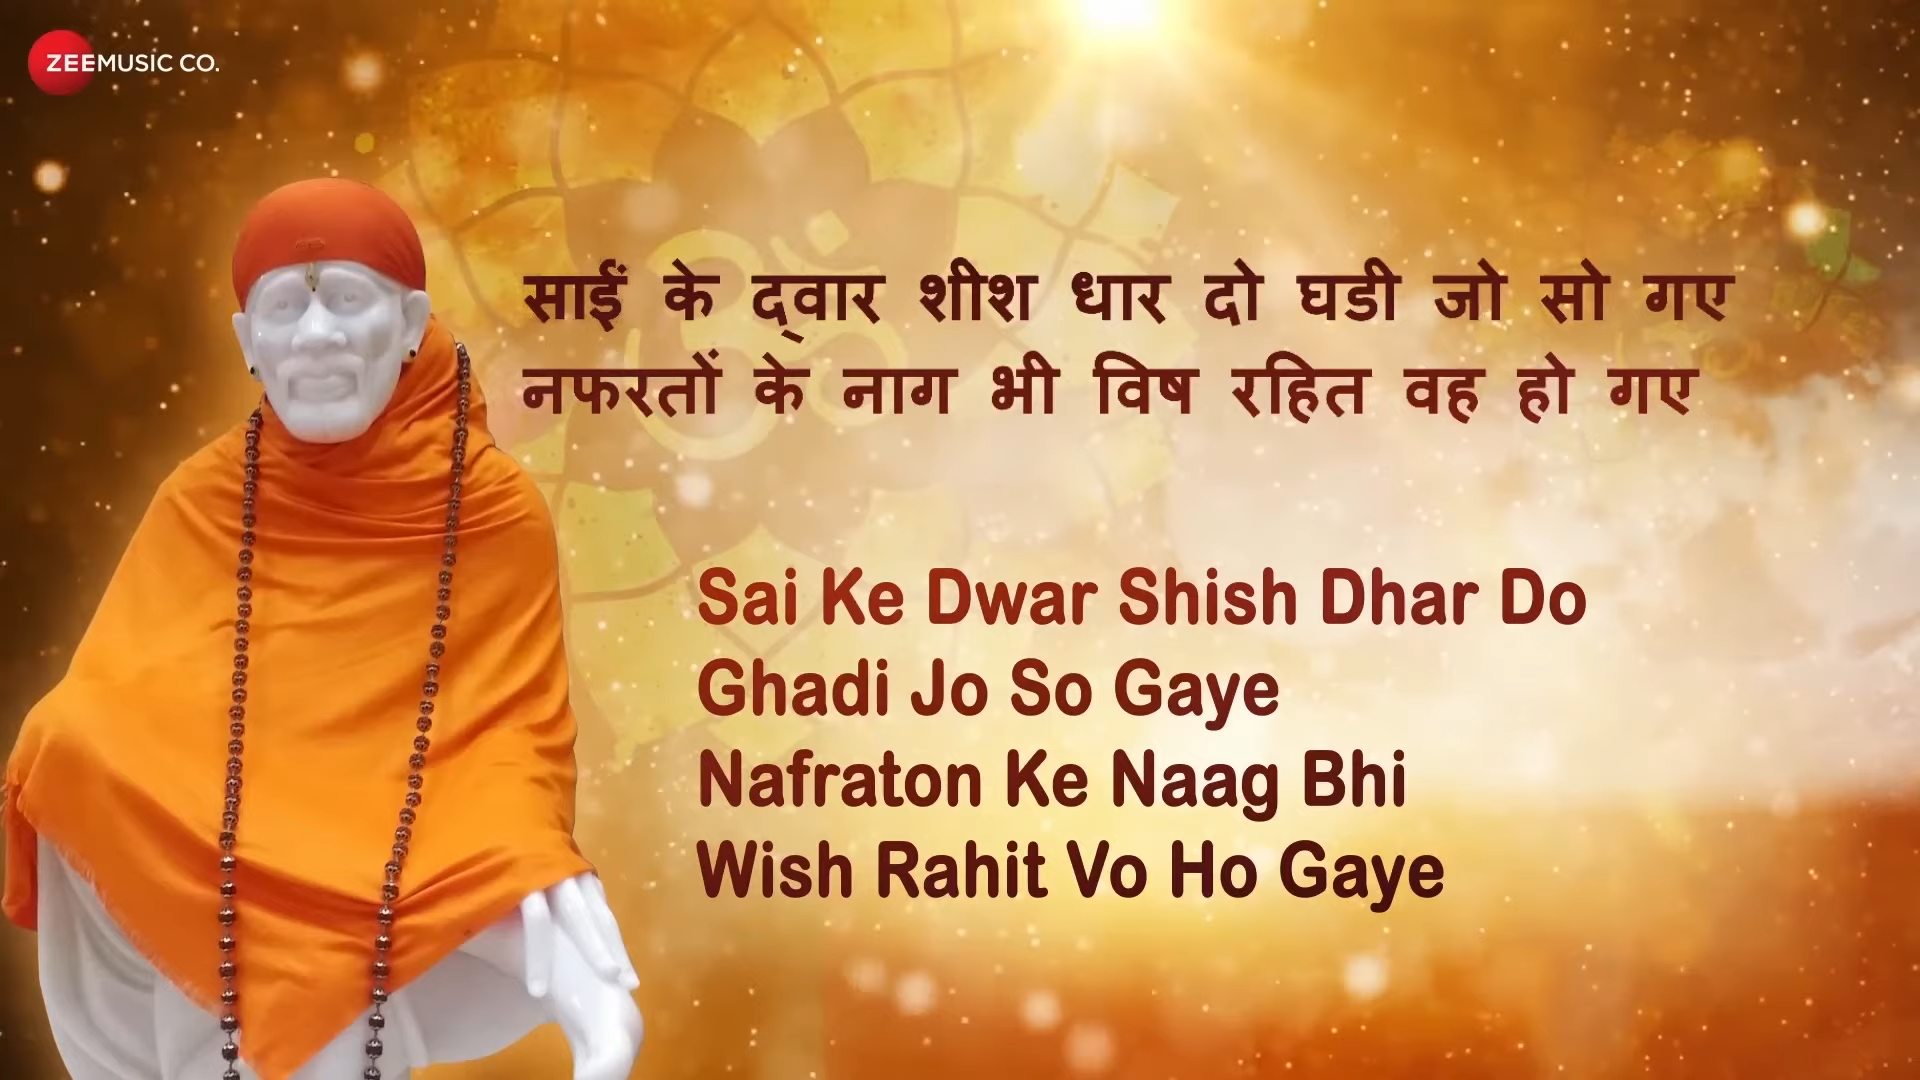 ZEEMUSIC CO.
साईं के द्वार शीश धार दो घडी जो सो गए
नफरतों के नाग भी विष रहित वह हो गए
Sai Ke Dwar Shish Dhar Do
Ghadi Jo So Gaye
Nafraton Ke Naag Bhi
Wish Rahit Vo Ho Gaye